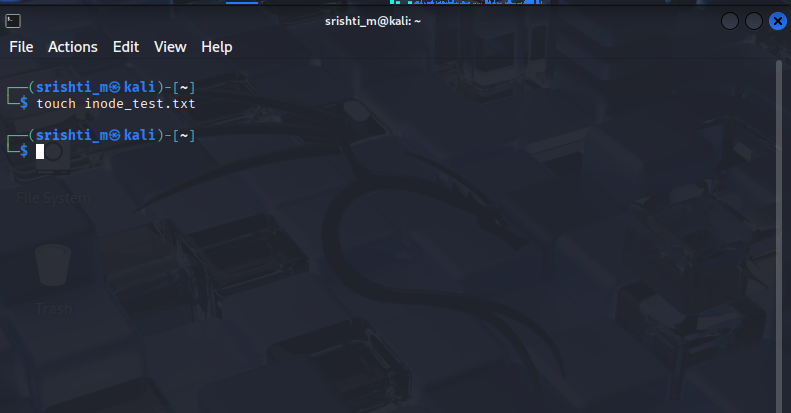 srishti_m@kali: ~
File Actions Edit View Help
┌──(srishti_m㉿kali)-[~]
└─$ touch inode_test.txt
┌──(srishti_m㉿kali)-[~]
└─$
File System
Trash